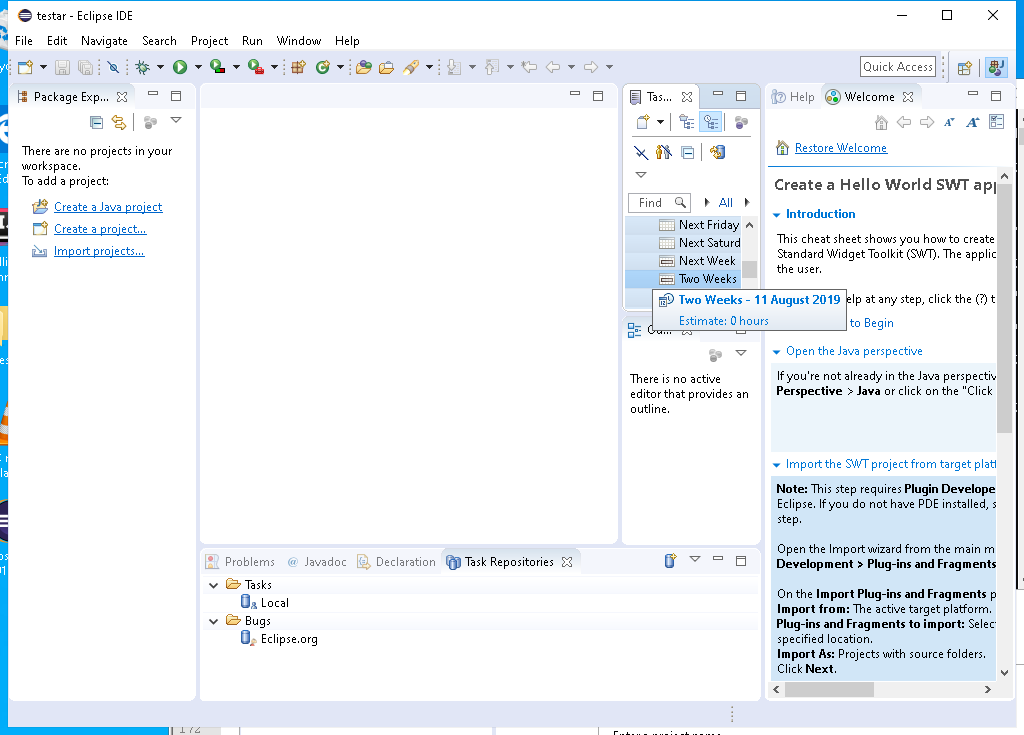 testar - Eclipse IDE
File Edit Navigate Search Project Run Window Help
Quick Access
Package Exp...
There are no projects in your
workspace.
To add a project:
Create a Java project
Create a project...
Import projects...
Tas...
Find
All
Next Friday
Next Saturd
Next Week
Two Weeks
Two Weeks - 11 August 2019
Estimate: 0 hours
There is no active
editor that provides an
outline.
Help Welcome
Restore Welcome
Create a Hello World SWT app
Introduction
This cheat sheet shows you how to create
Standard Widget Toolkit (SWT). The applic
the user.
elp at any step, click the (?) t
to Begin
Open the Java perspective
If you're not already in the Java perspectiv
Perspective > Java or click on the "Click
Import the SWT project from target platf
Note: This step requires Plugin Develope
Eclipse. If you do not have PDE installed, s
step.
Open the Import wizard from the main m
Development > Plug-ins and Fragments
On the Import Plug-ins and Fragments p
Import from: The active target platform.
Plug-ins and Fragments to import: Selec
specified location.
Import As: Projects with source folders.
Click Next.
Problems @ Javadoc Declaration Task Repositories
Tasks
Local
Bugs
Eclipse.org